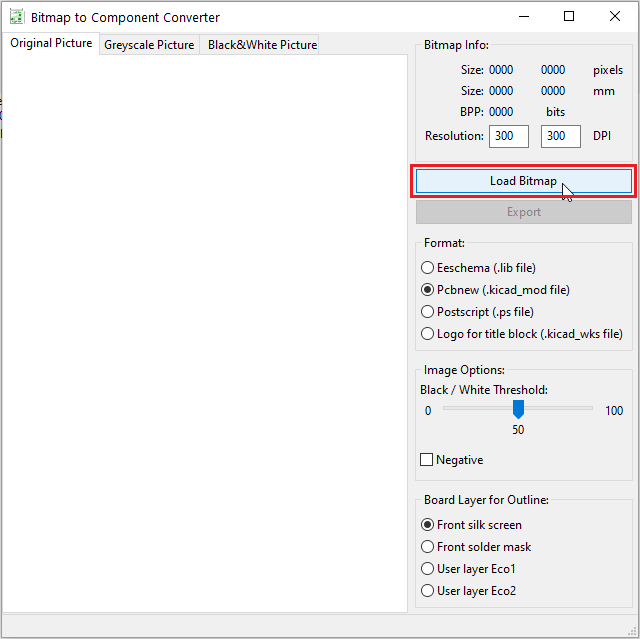 Bitmap to Component Converter
Original Picture Greyscale Picture Black&White Picture
Bitmap Info:
Size: 0000 0000 pixels
Size: 0000 0000 mm
BPP: 0000 bits
Resolution: 300 300 DPI
Load Bitmap
Export
Format:
Eeschema (.lib file)
Pcbnew (.kicad_mod file)
Postscript (.ps file)
Logo for title block (.kicad_wks file)
Image Options:
Black / White Threshold:
0 100
50
Negative
Board Layer for Outline:
Front silk screen
Front solder mask
User layer Eco1
User layer Eco2